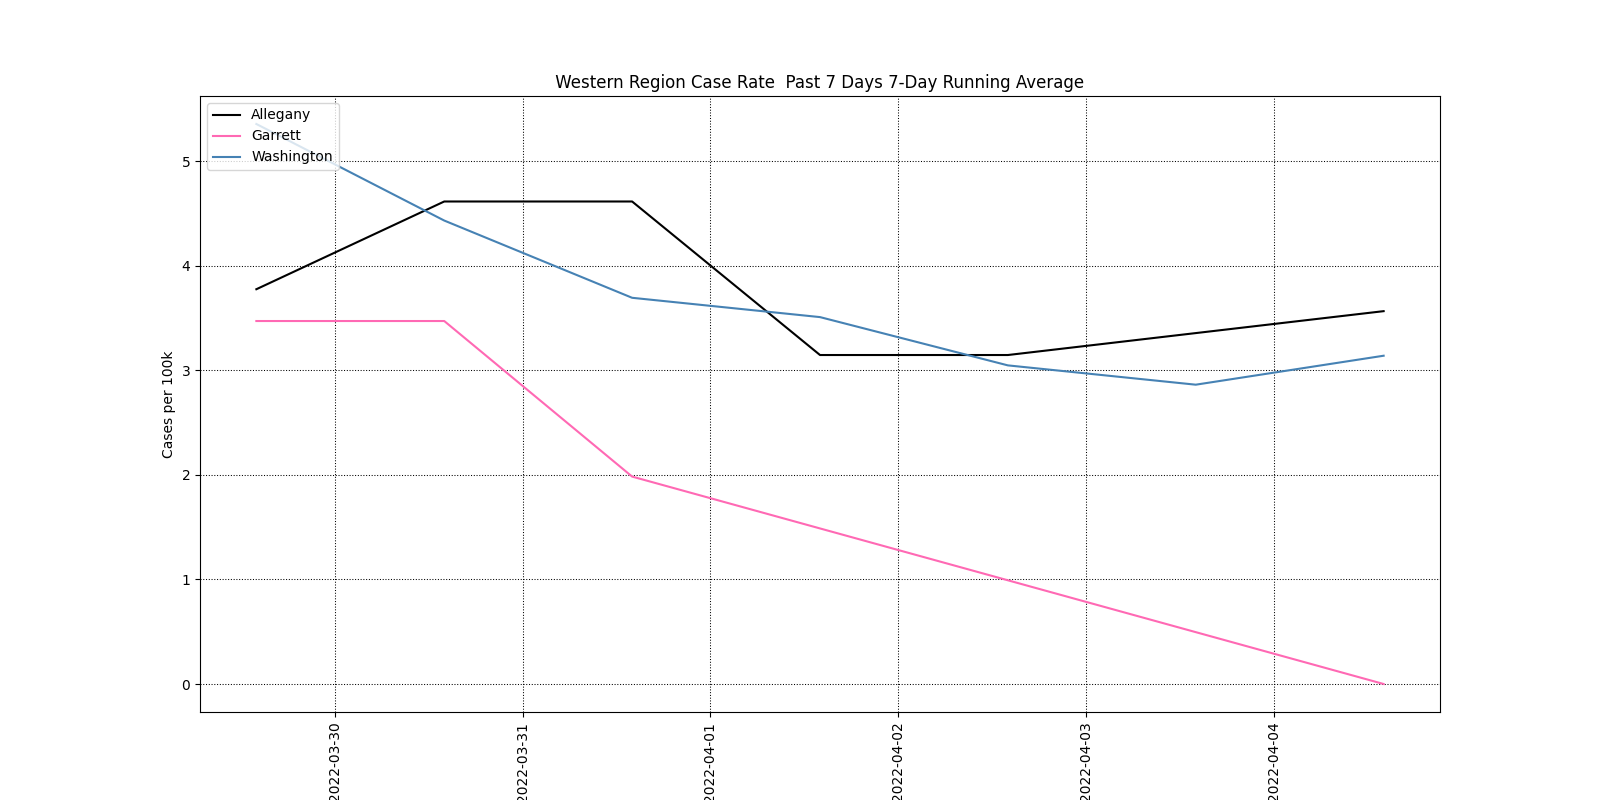 Western Region Case Rate  Past 7 Days 7-Day Running Average
Allegany
Garrett
Washington
Cases per 100k
5
4
3
2
1
0
2022-03-30
2022-03-31
2022-04-01
2022-04-02
2022-04-03
2022-04-04